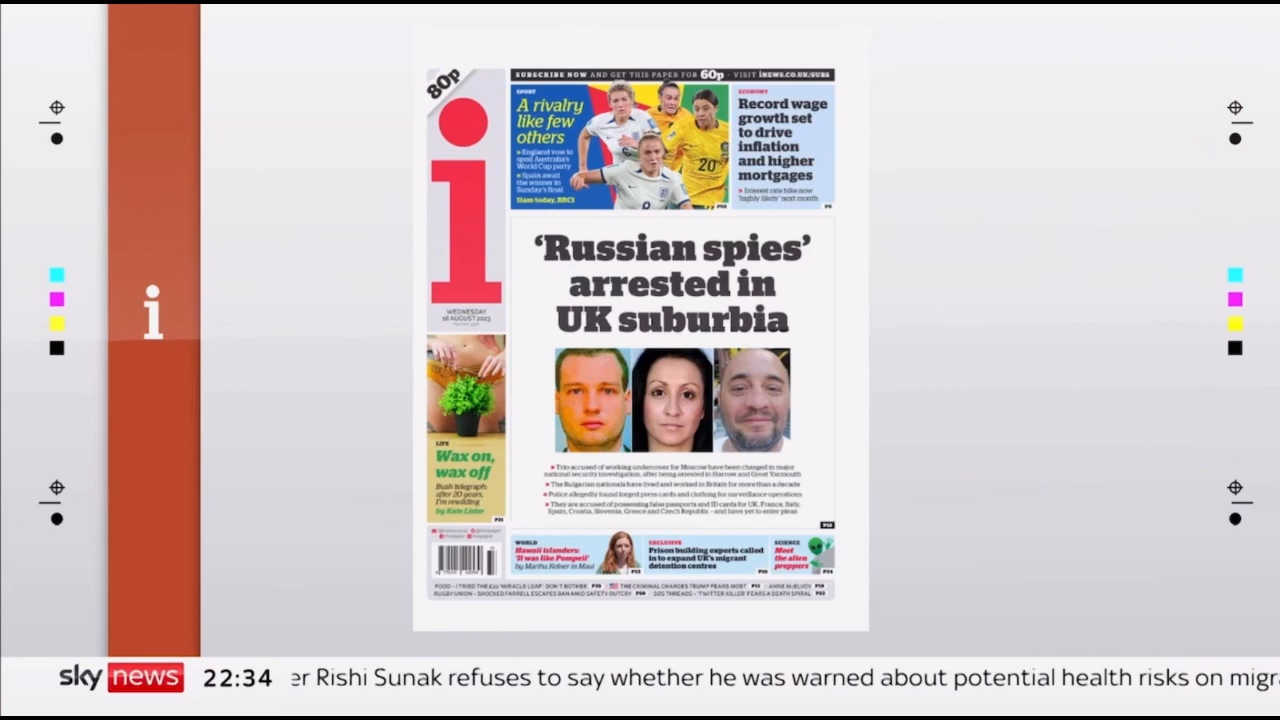 80p
i
WEDNESDAY
16 AUGUST 2023
SUBSCRIBE NOW AND GET THIS PAPER FOR 60p - VISIT iNEWS.CO.UK/SUBS
SPORT
A rivalry
like few
others
» England vow to
spoil Australia's
World Cup party
» Spain await
the winner in
Sunday's final
11am today, BBC1
20
ECONOMY
Record wage
growth set
to drive
inflation
and higher
mortgages
» Interest rate hike now
'highly likely' next month
‘Russian spies’
arrested in
UK suburbia
» Trio accused of working undercover for Moscow have been charged in major
national security investigation, after being arrested in Harrow and Great Yarmouth
» The Bulgarian nationals have lived and worked in Britain for more than a decade
» Police allegedly found forged press cards and clothing for surveillance operations
» They are accused of possessing false passports and ID cards for UK, France, Italy,
Spain, Croatia, Slovenia, Greece and Czech Republic – and have yet to enter pleas
LIFE
Wax on,
wax off
Bush telegraph:
after 20 years,
I'm rewilding
by Kate Lister
WORLD
Hawaii islanders:
'It was like Pompeii'
by Martha Kelner in Maui
EXCLUSIVE
Prison building experts called
in to expand UK's migrant
detention centres
SCIENCE
Meet
the alien
preppers
FOOD – I TRIED THE £22 'MIRACLE LOAF'. DON'T BOTHER THE CRIMINAL CHARGES TRUMP FEARS MOST ANNE McELVOY
RUGBY UNION – SHOCKED FARRELL ESCAPES BAN AMID SAFETY OUTCRY SOS THREADS – 'TWITTER KILLER' FEARS A DEATH SPIRAL
i
sky news 22:34 er Rishi Sunak refuses to say whether he was warned about potential health risks on migra